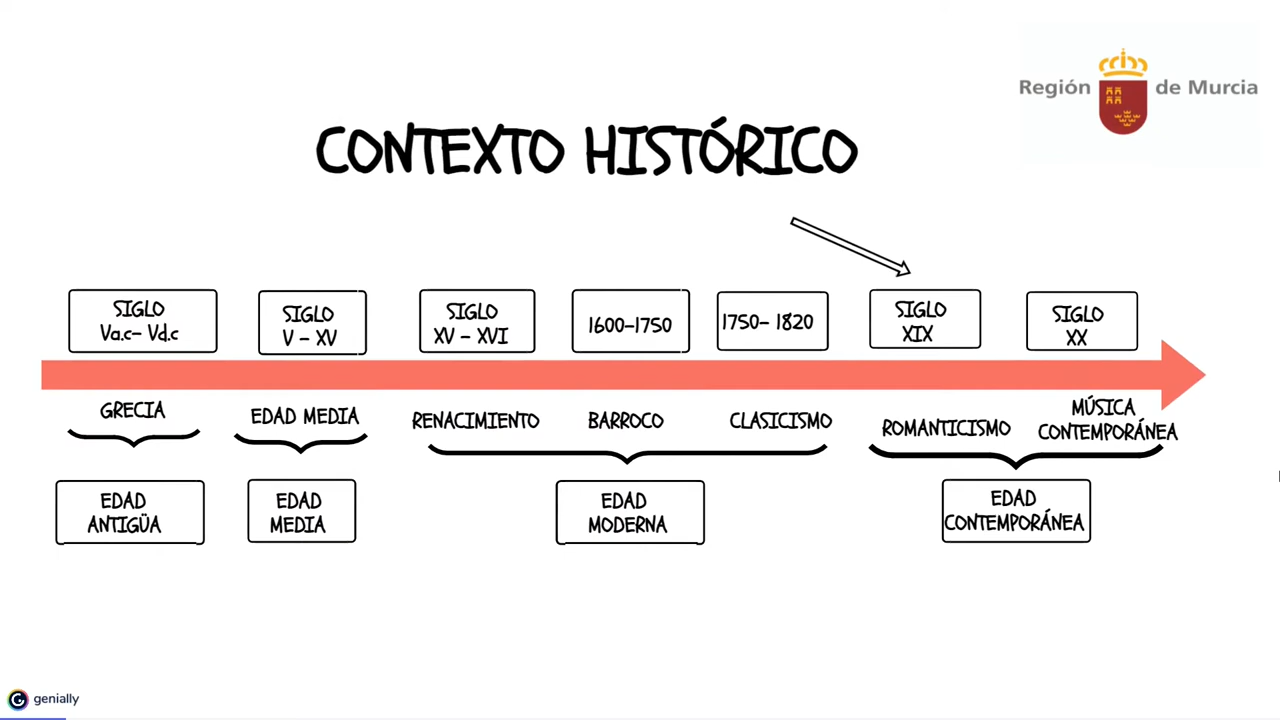 Región de Murcia
CONTEXTO HISTÓRICO
SIGLO
Va.c- Vd.c
SIGLO
V - XV
SIGLO
XV - XVI
1600-1750
1750- 1820
SIGLO
XIX
SIGLO
XX
GRECIA
EDAD MEDIA
RENACIMIENTO
BARROCO
CLASICISMO
ROMANTICISMO
MÚSICA
CONTEMPORÁNEA
EDAD
ANTIGÜA
EDAD
MEDIA
EDAD
MODERNA
EDAD
CONTEMPORÁNEA
genially